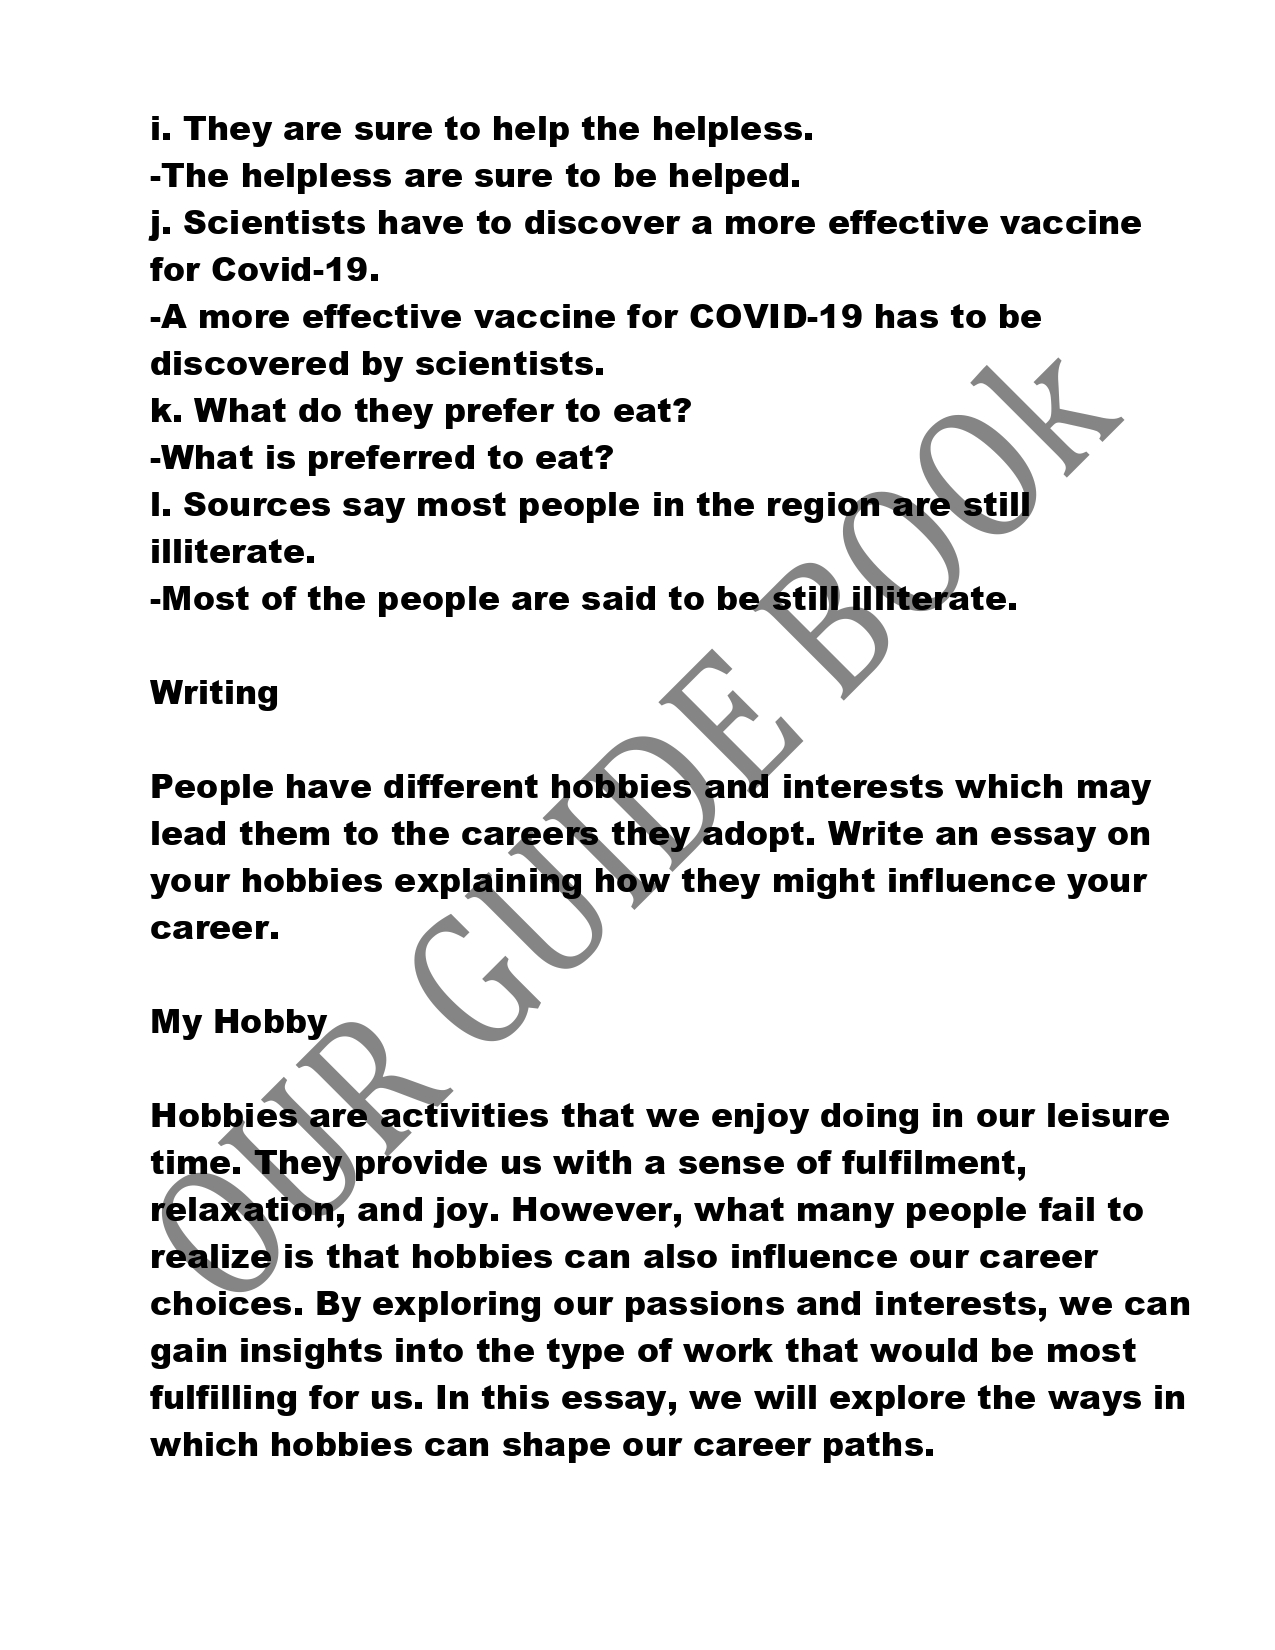 i. They are sure to help the helpless.
-The helpless are sure to be helped.
j. Scientists have to discover a more effective vaccine
for Covid-19.
-A more effective vaccine for COVID-19 has to be
discovered by scientists.
k. What do they prefer to eat?
-What is preferred to eat?
l. Sources say most people in the region are still
illiterate.
-Most of the people are said to be still illiterate.
Writing
People have different hobbies and interests which may
lead them to the careers they adopt. Write an essay on
your hobbies explaining how they might influence your
career.
My Hobby
Hobbies are activities that we enjoy doing in our leisure
time. They provide us with a sense of fulfilment,
relaxation, and joy. However, what many people fail to
realize is that hobbies can also influence our career
choices. By exploring our passions and interests, we can
gain insights into the type of work that would be most
fulfilling for us. In this essay, we will explore the ways in
which hobbies can shape our career paths.
OUR GUIDE BOOk